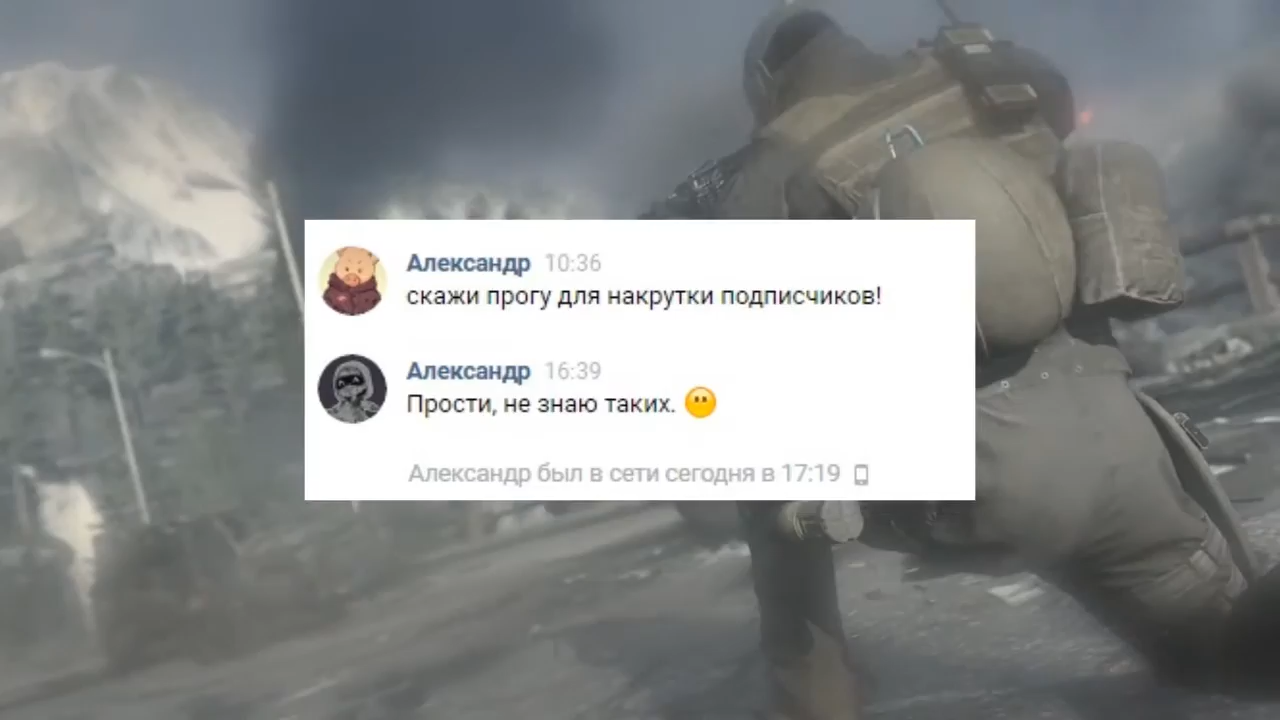 Александр 10:36
скажи прогу для накрутки подписчиков!
Александр 16:39
Прости, не знаю таких. 😶
Александр был в сети сегодня в 17:19